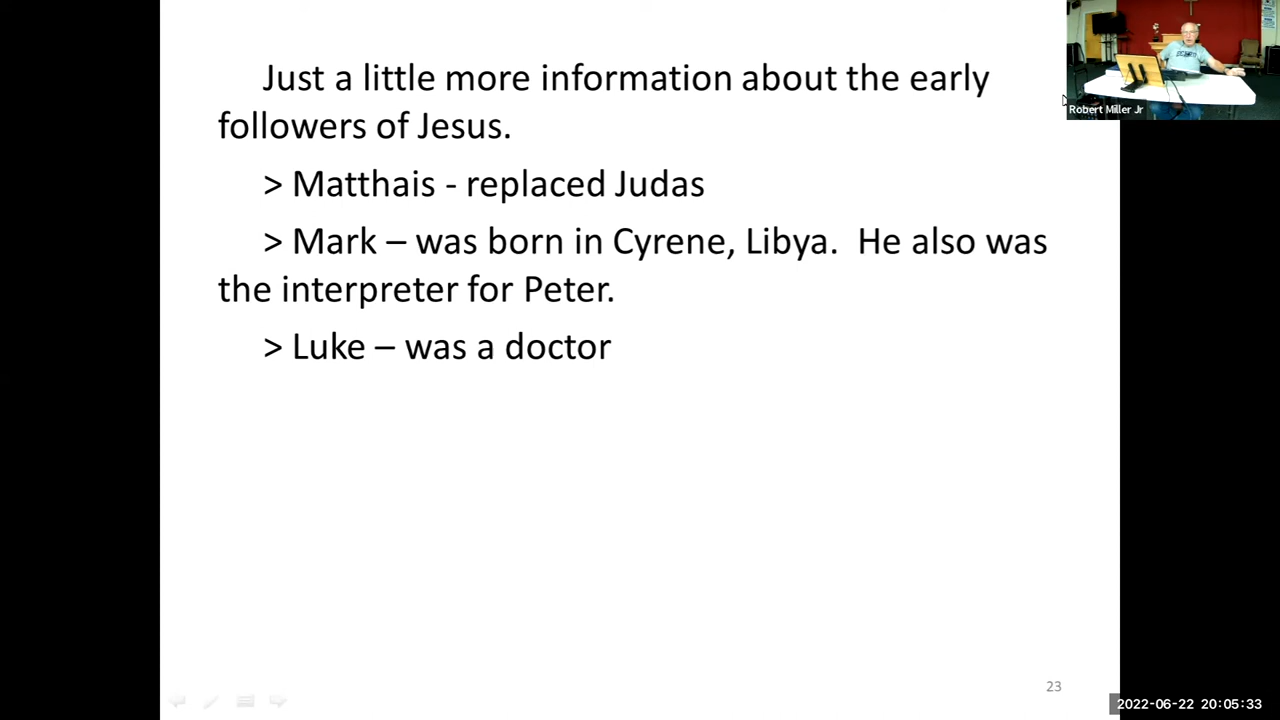 Just a little more information about the early
followers of Jesus.
> Matthais - replaced Judas
> Mark – was born in Cyrene, Libya.  He also was
the interpreter for Peter.
> Luke – was a doctor
Robert Miller Jr
23
2022-06-22 20:05:33